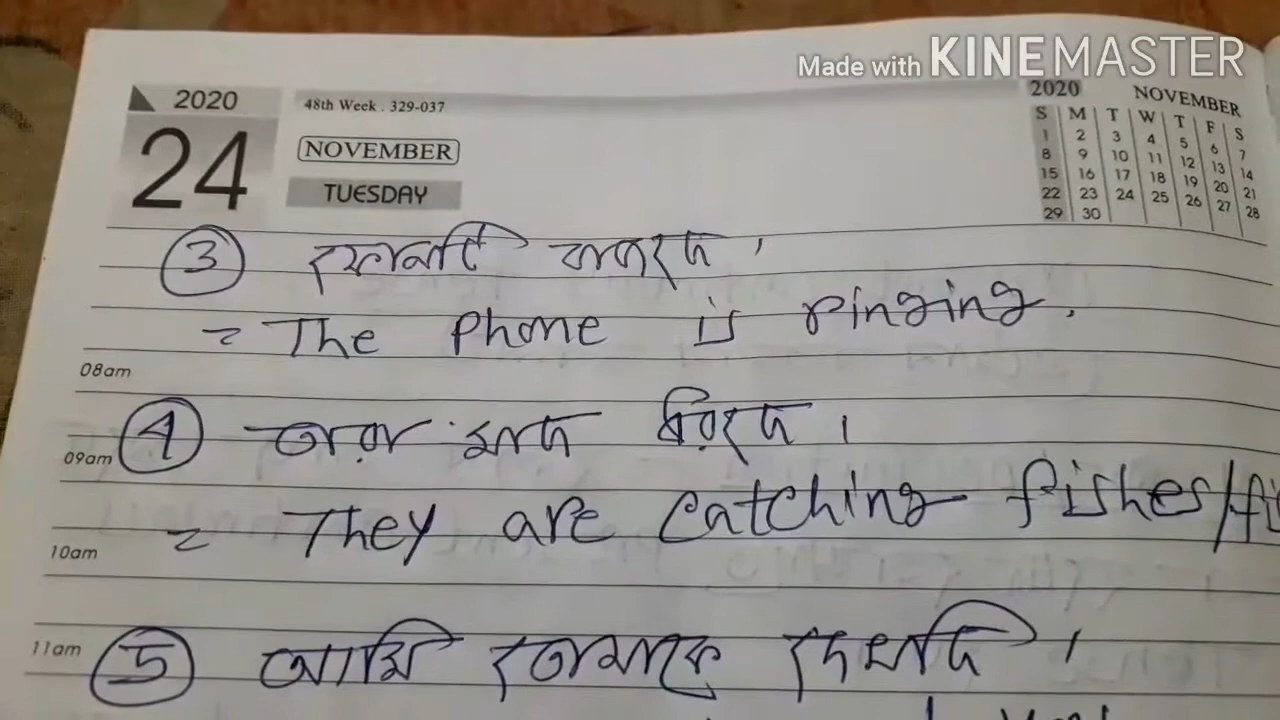 Made with KINEMASTER
2020
24
48th Week . 329-037
NOVEMBER
TUESDAY
2020 NOVEMBER
S M T W T F S
1 2 3 4 5 6 7
8 9 10 11 12 13 14
15 16 17 18 19 20 21
22 23 24 25 26 27 28
29 30
3 ফোনটি বাজছে ।
= The Phone is ringing.
08am
4 তারা মাছ ধরিছে ।
09am
= They are catching fishes/fi
10am
5 আমি তোমাকে দেখছি ।
11am